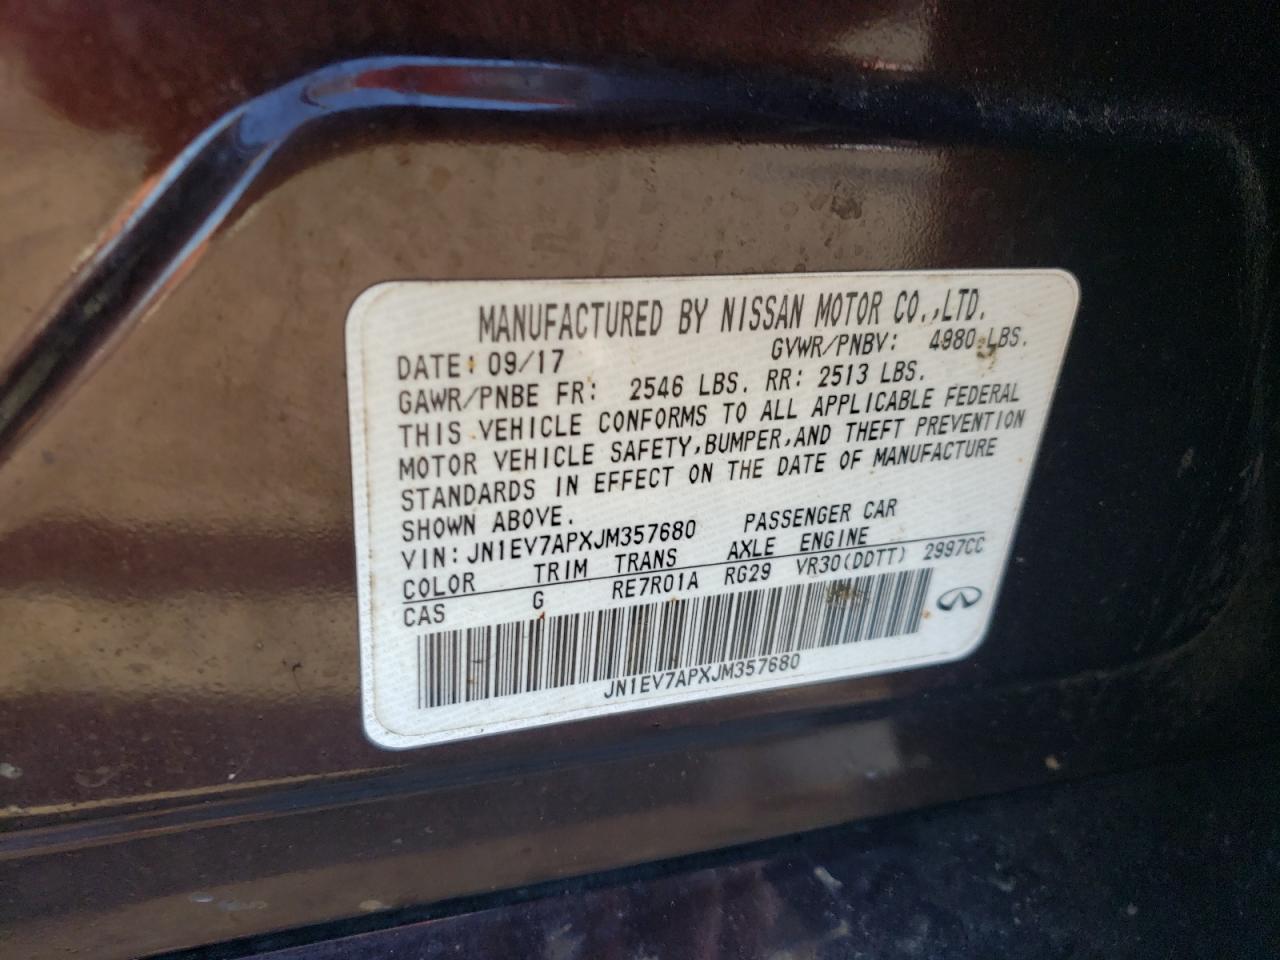 MANUFACTURED BY NISSAN MOTOR CO.,LTD.
DATE: 09/17 GVWR/PNBV: 4980 LBS.
GAWR/PNBE FR: 2546 LBS. RR: 2513 LBS.
THIS VEHICLE CONFORMS TO ALL APPLICABLE FEDERAL
MOTOR VEHICLE SAFETY,BUMPER,AND THEFT PREVENTION
STANDARDS IN EFFECT ON THE DATE OF MANUFACTURE
SHOWN ABOVE.
VIN:JN1EV7APXJM357680 PASSENGER CAR
COLOR TRIM TRANS AXLE ENGINE
CAS G RE7R01A RG29 VR30(DDTT) 2997CC
JN1EV7APXJM357680